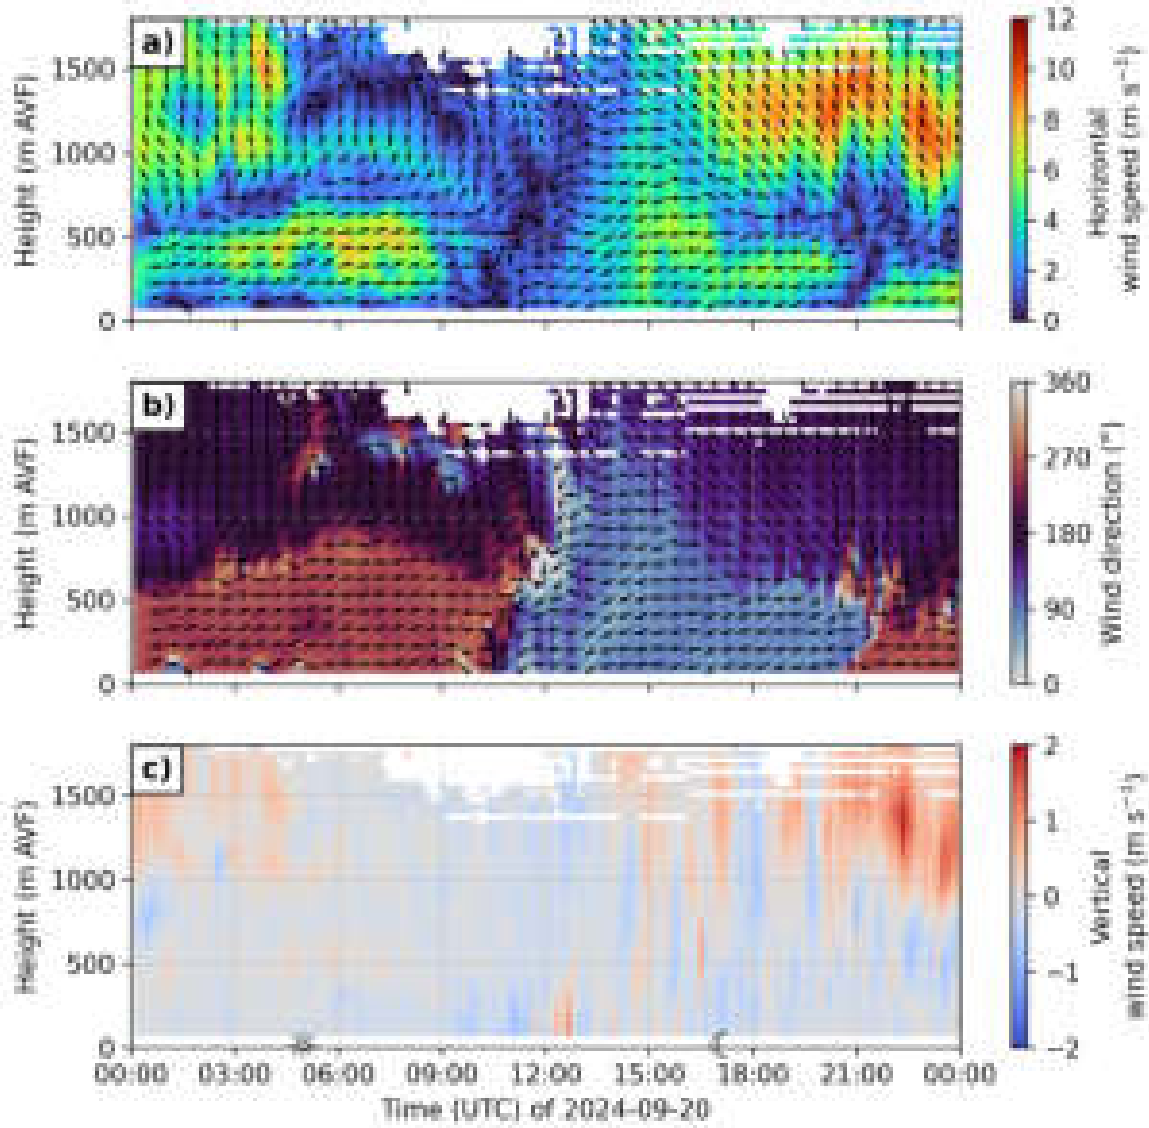 a)
1500
1000
500
0
Height (m AVF)
12
10
8
6
4
2
0
Horizontal
wind speed (m s⁻¹)
b)
1500
1000
500
0
Height (m AVF)
360
270
180
90
0
Wind direction (°)
c)
1500
1000
500
0
Height (m AVF)
2
1
0
−1
−2
Vertical
wind speed (m s⁻¹)
00:00 03:00 06:00 09:00 12:00 15:00 18:00 21:00 00:00
Time (UTC) of 2024-09-20